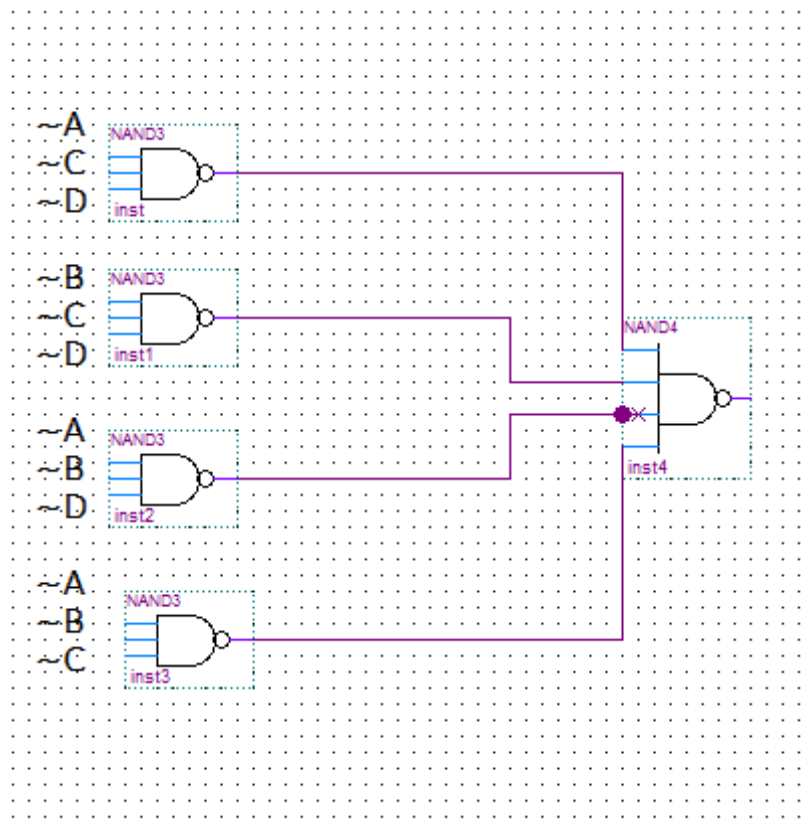 ~A
NAND3
~C
~D
inst
~B
NAND3
~C
~D
inst1
NAND4
inst4
~A
NAND3
~B
~D
inst2
~A
NAND3
~B
~C
inst3